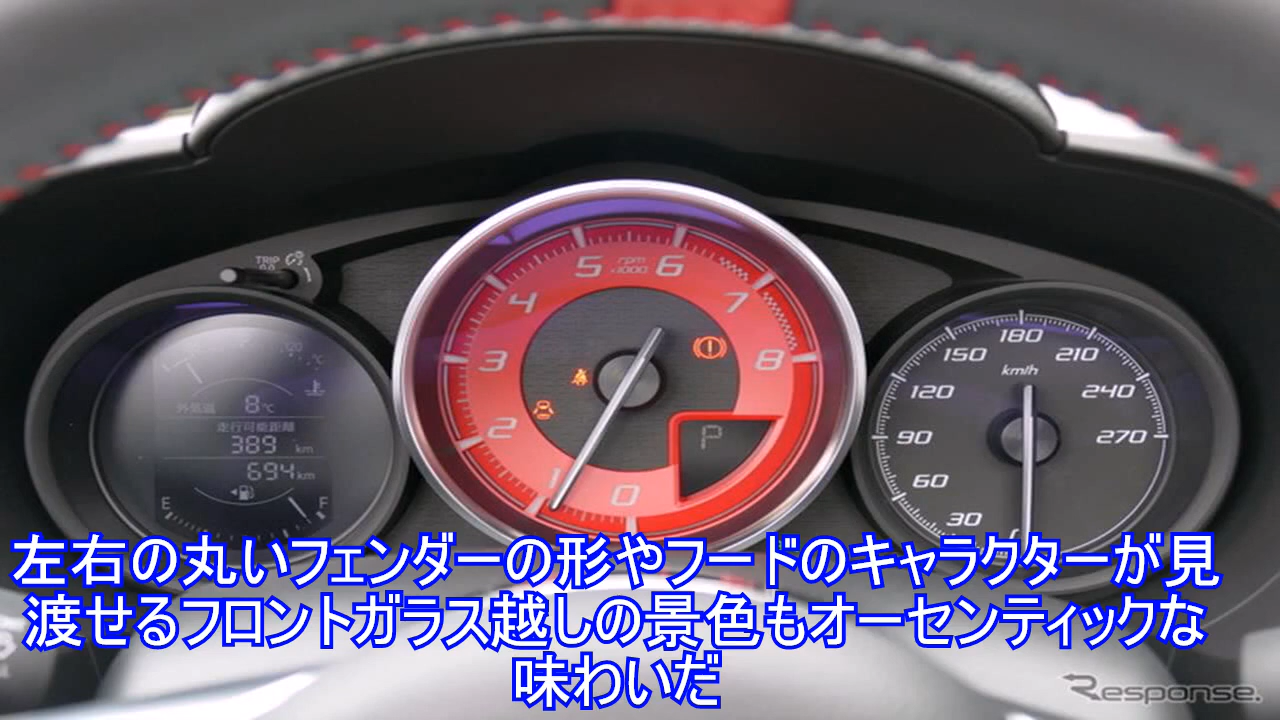 TRIP
5 rpm 6
x1000
4 7
3 8
2 P
1 0
120
℃
外気温 8℃
走行可能距離
389 km
694 km
E F
180
150 210
km/h
120 240
90 270
60
30
左右の丸いフェンダーの形やフードのキャラクターが見
渡せるフロントガラス越しの景色もオーセンティックな
味わいだ
Response.